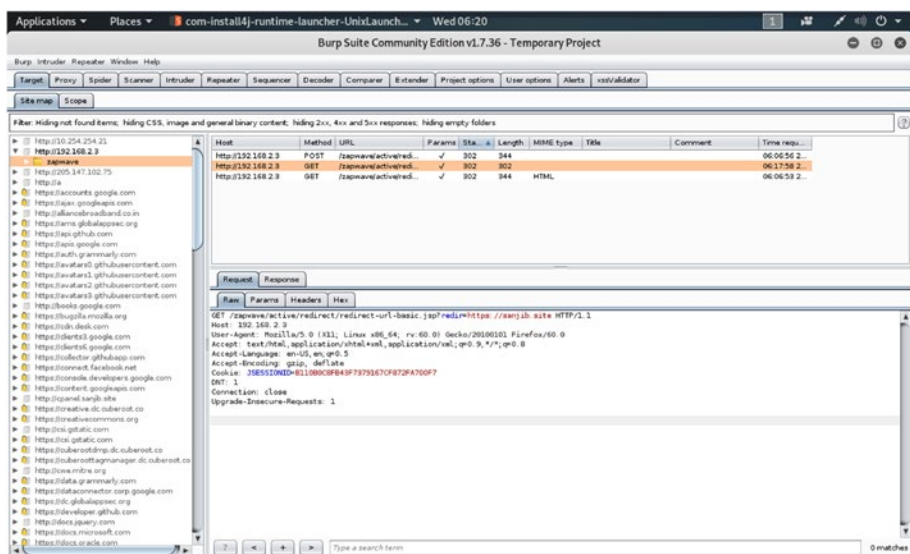 Applications Places com-install4j-runtime-launcher-UnixLaunch... Wed 06:20 1
Burp Suite Community Edition v1.7.36 - Temporary Project
Burp Intruder Repeater Window Help
Target Proxy Spider Scanner Intruder Repeater Sequencer Decoder Comparer Extender Project options User options Alerts xssValidator
Site map Scope
Filter: Hiding not found items; hiding CSS, image and general binary content; hiding 2xx, 4xx and 5xx responses; hiding empty folders ?
http://10.254.254.21
http://192.168.2.3
zapwave
http://205.147.102.75
http://a
https://accounts.google.com
https://ajax.googleapis.com
http://alliancebroadband.co.in
https://ams.globalappsec.org
https://api.github.com
https://apis.google.com
https://auth.grammarly.com
https://avatars0.githubusercontent.com
https://avatars1.githubusercontent.com
https://avatars2.githubusercontent.com
https://avatars3.githubusercontent.com
http://books.google.com
https://bugzilla.mozilla.org
https://cdn.desk.com
https://clients3.google.com
https://clients6.google.com
https://collector.githubapp.com
https://connect.facebook.net
https://console.developers.google.com
https://content.googleapis.com
http://cpanel.sanjib.site
https://creative.dc.cuberoot.co
https://creativecommons.org
http://csi.gstatic.com
https://csi.gstatic.com
https://cuberootdmp.dc.cuberoot.co
https://cuberoottagmanager.dc.cuberoot.co
http://cwe.mitre.org
https://data.grammarly.com
https://dataconnector.corp.google.com
https://dc.globalappsec.org
https://developer.github.com
http://docs.jquery.com
https://docs.microsoft.com
https://docs.oracle.com
Host Method URL Params Sta... Length MIME type Title Comment Time requ...
http://192.168.2.3 POST /zapwave/active/redi... ✓ 302 344 06:06:56 2...
http://192.168.2.3 GET /zapwave/active/redi... ✓ 302 302 06:17:58 2...
http://192.168.2.3 GET /zapwave/active/redi... ✓ 302 344 HTML 06:06:53 2...
Request Response
Raw Params Headers Hex
GET /zapwave/active/redirect/redirect-url-basic.jsp?redir=https://sanjib.site HTTP/1.1
Host: 192.168.2.3
User-Agent: Mozilla/5.0 (X11; Linux x86_64; rv:60.0) Gecko/20100101 Firefox/60.0
Accept: text/html,application/xhtml+xml,application/xml;q=0.9,*/*;q=0.8
Accept-Language: en-US,en;q=0.5
Accept-Encoding: gzip, deflate
Cookie:
DNT: 1
Connection: close
Upgrade-Insecure-Requests: 1
? < + > Type a search term 0 matches